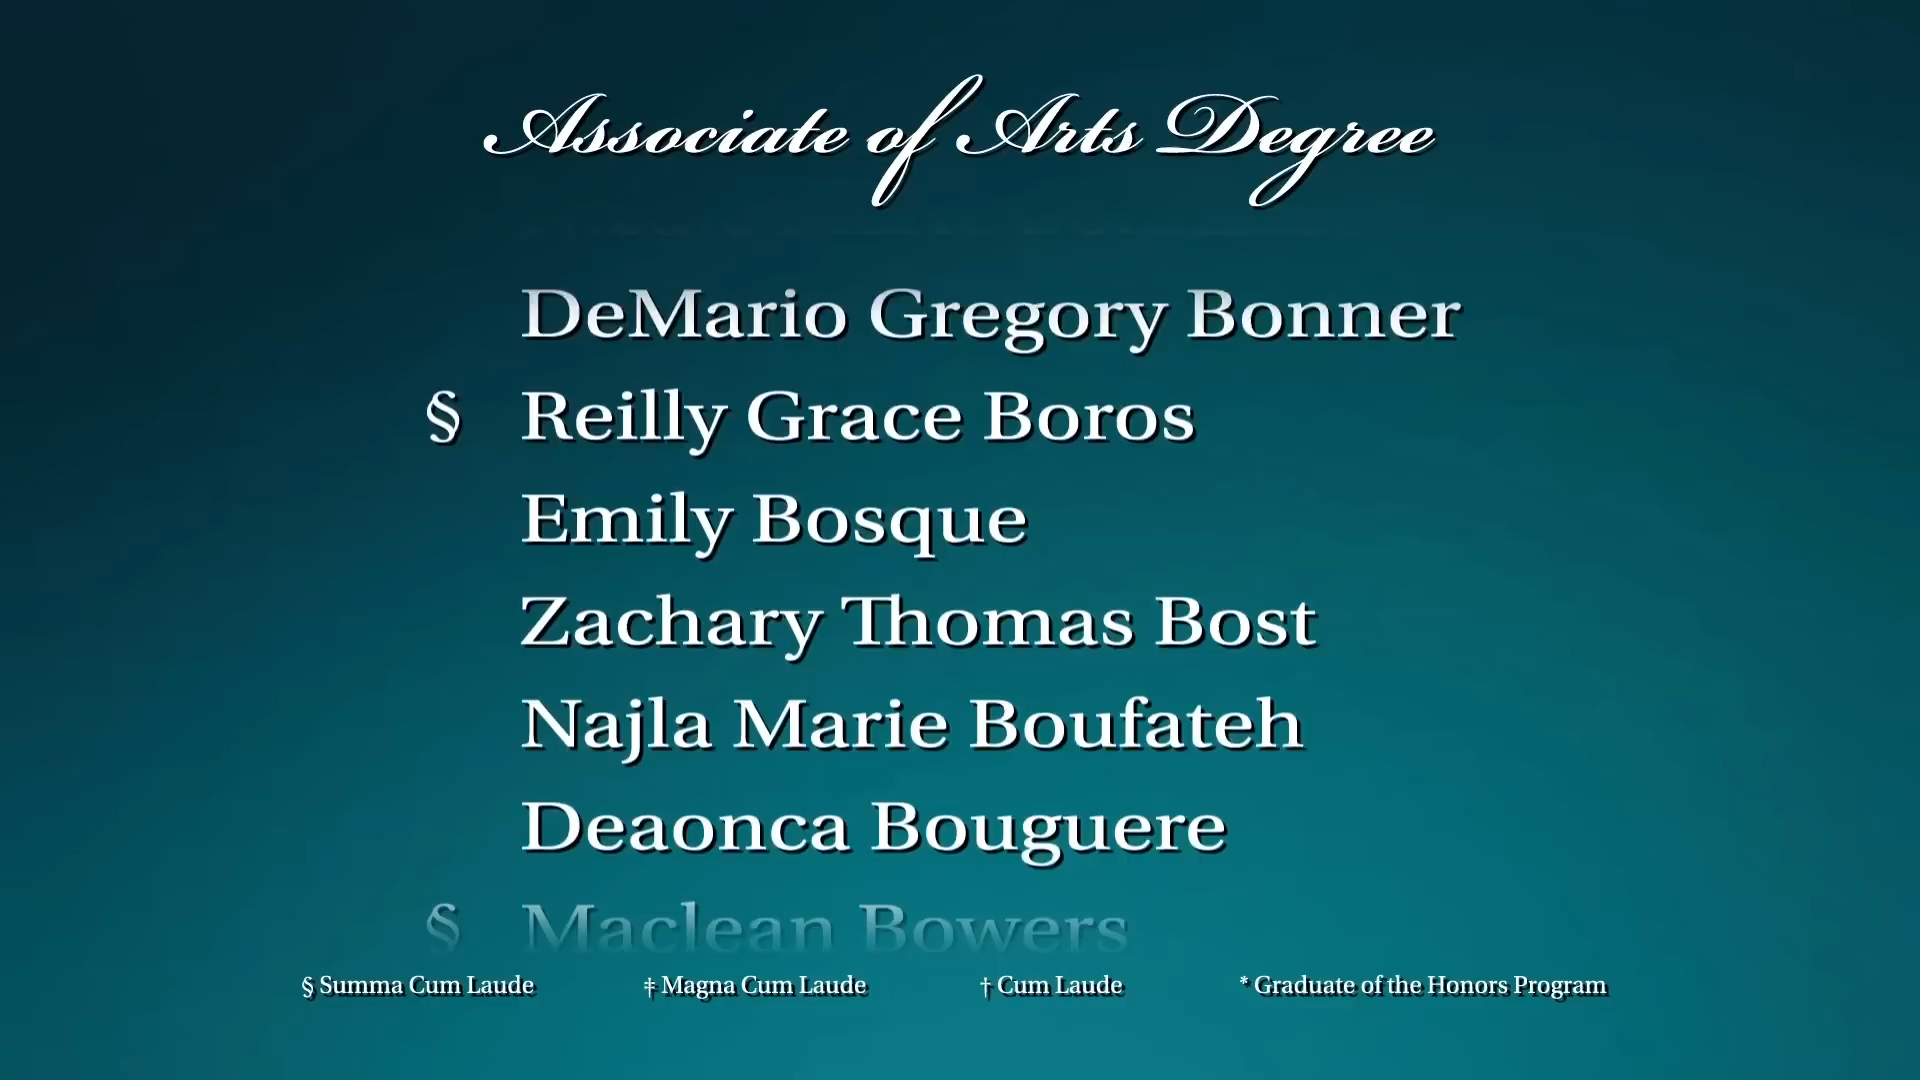 Associate of Arts Degree
DeMario Gregory Bonner
§ Reilly Grace Boros
Emily Bosque
Zachary Thomas Bost
Najla Marie Boufateh
Deaonca Bouguere
§ Maclean Bowers
§ Summa Cum Laude ‡ Magna Cum Laude † Cum Laude * Graduate of the Honors Program